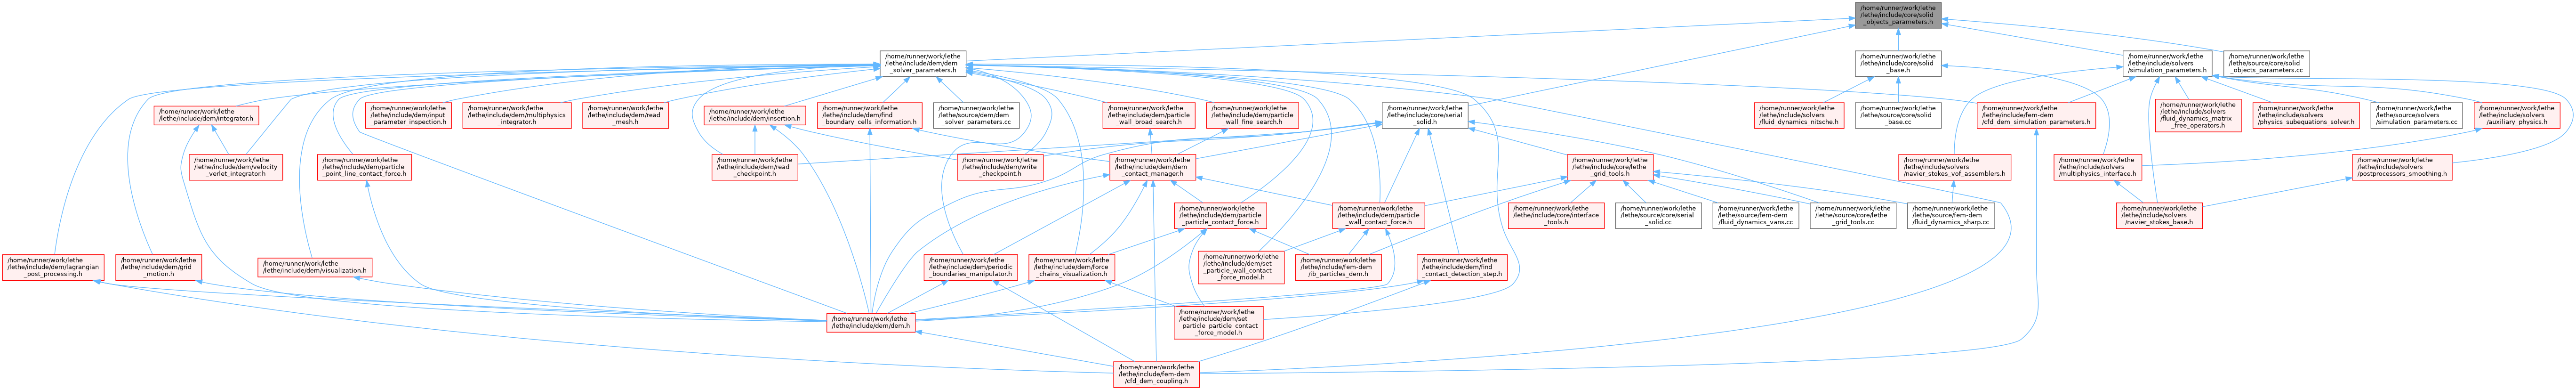 /home/runner/work/lethe
/lethe/include/core/solid
_objects_parameters.h
/home/runner/work/lethe
/lethe/include/dem/dem
_solver_parameters.h
/home/runner/work/lethe
/lethe/include/core/solid
_base.h
/home/runner/work/lethe
/lethe/include/solvers
/simulation_parameters.h
/home/runner/work/lethe
/lethe/source/core/solid
_objects_parameters.cc
/home/runner/work/lethe
/lethe/include/dem/integrator.h
/home/runner/work/lethe
/lethe/include/dem/input
_parameter_inspection.h
/home/runner/work/lethe
/lethe/include/dem/multiphysics
_integrator.h
/home/runner/work/lethe
/lethe/include/dem/read
_mesh.h
/home/runner/work/lethe
/lethe/include/dem/insertion.h
/home/runner/work/lethe
/lethe/include/dem/find
_boundary_cells_information.h
/home/runner/work/lethe
/lethe/source/dem/dem
_solver_parameters.cc
/home/runner/work/lethe
/lethe/include/dem/particle
_wall_broad_search.h
/home/runner/work/lethe
/lethe/include/dem/particle
_wall_fine_search.h
/home/runner/work/lethe
/lethe/include/core/serial
_solid.h
/home/runner/work/lethe
/lethe/include/solvers
/fluid_dynamics_nitsche.h
/home/runner/work/lethe
/lethe/source/core/solid
_base.cc
/home/runner/work/lethe
/lethe/include/fem-dem
/cfd_dem_simulation_parameters.h
/home/runner/work/lethe
/lethe/include/solvers
/fluid_dynamics_matrix
_free_operators.h
/home/runner/work/lethe
/lethe/include/solvers
/physics_subequations_solver.h
/home/runner/work/lethe
/lethe/source/solvers
/simulation_parameters.cc
/home/runner/work/lethe
/lethe/include/solvers
/auxiliary_physics.h
/home/runner/work/lethe
/lethe/include/dem/velocity
_verlet_integrator.h
/home/runner/work/lethe
/lethe/include/dem/particle
_point_line_contact_force.h
/home/runner/work/lethe
/lethe/include/dem/read
_checkpoint.h
/home/runner/work/lethe
/lethe/include/dem/write
_checkpoint.h
/home/runner/work/lethe
/lethe/include/dem/dem
_contact_manager.h
/home/runner/work/lethe
/lethe/include/core/lethe
_grid_tools.h
/home/runner/work/lethe
/lethe/include/solvers
/navier_stokes_vof_assemblers.h
/home/runner/work/lethe
/lethe/include/solvers
/multiphysics_interface.h
/home/runner/work/lethe
/lethe/include/solvers
/postprocessors_smoothing.h
/home/runner/work/lethe
/lethe/include/dem/particle
_particle_contact_force.h
/home/runner/work/lethe
/lethe/include/dem/particle
_wall_contact_force.h
/home/runner/work/lethe
/lethe/include/core/interface
_tools.h
/home/runner/work/lethe
/lethe/source/core/serial
_solid.cc
/home/runner/work/lethe
/lethe/source/fem-dem
/fluid_dynamics_vans.cc
/home/runner/work/lethe
/lethe/source/core/lethe
_grid_tools.cc
/home/runner/work/lethe
/lethe/source/fem-dem
/fluid_dynamics_sharp.cc
/home/runner/work/lethe
/lethe/include/solvers
/navier_stokes_base.h
/home/runner/work/lethe
/lethe/include/dem/lagrangian
_post_processing.h
/home/runner/work/lethe
/lethe/include/dem/grid
_motion.h
/home/runner/work/lethe
/lethe/include/dem/visualization.h
/home/runner/work/lethe
/lethe/include/dem/periodic
_boundaries_manipulator.h
/home/runner/work/lethe
/lethe/include/dem/force
_chains_visualization.h
/home/runner/work/lethe
/lethe/include/dem/set
_particle_wall_contact
_force_model.h
/home/runner/work/lethe
/lethe/include/fem-dem
/ib_particles_dem.h
/home/runner/work/lethe
/lethe/include/dem/find
_contact_detection_step.h
/home/runner/work/lethe
/lethe/include/dem/dem.h
/home/runner/work/lethe
/lethe/include/dem/set
_particle_particle_contact
_force_model.h
/home/runner/work/lethe
/lethe/include/fem-dem
/cfd_dem_coupling.h